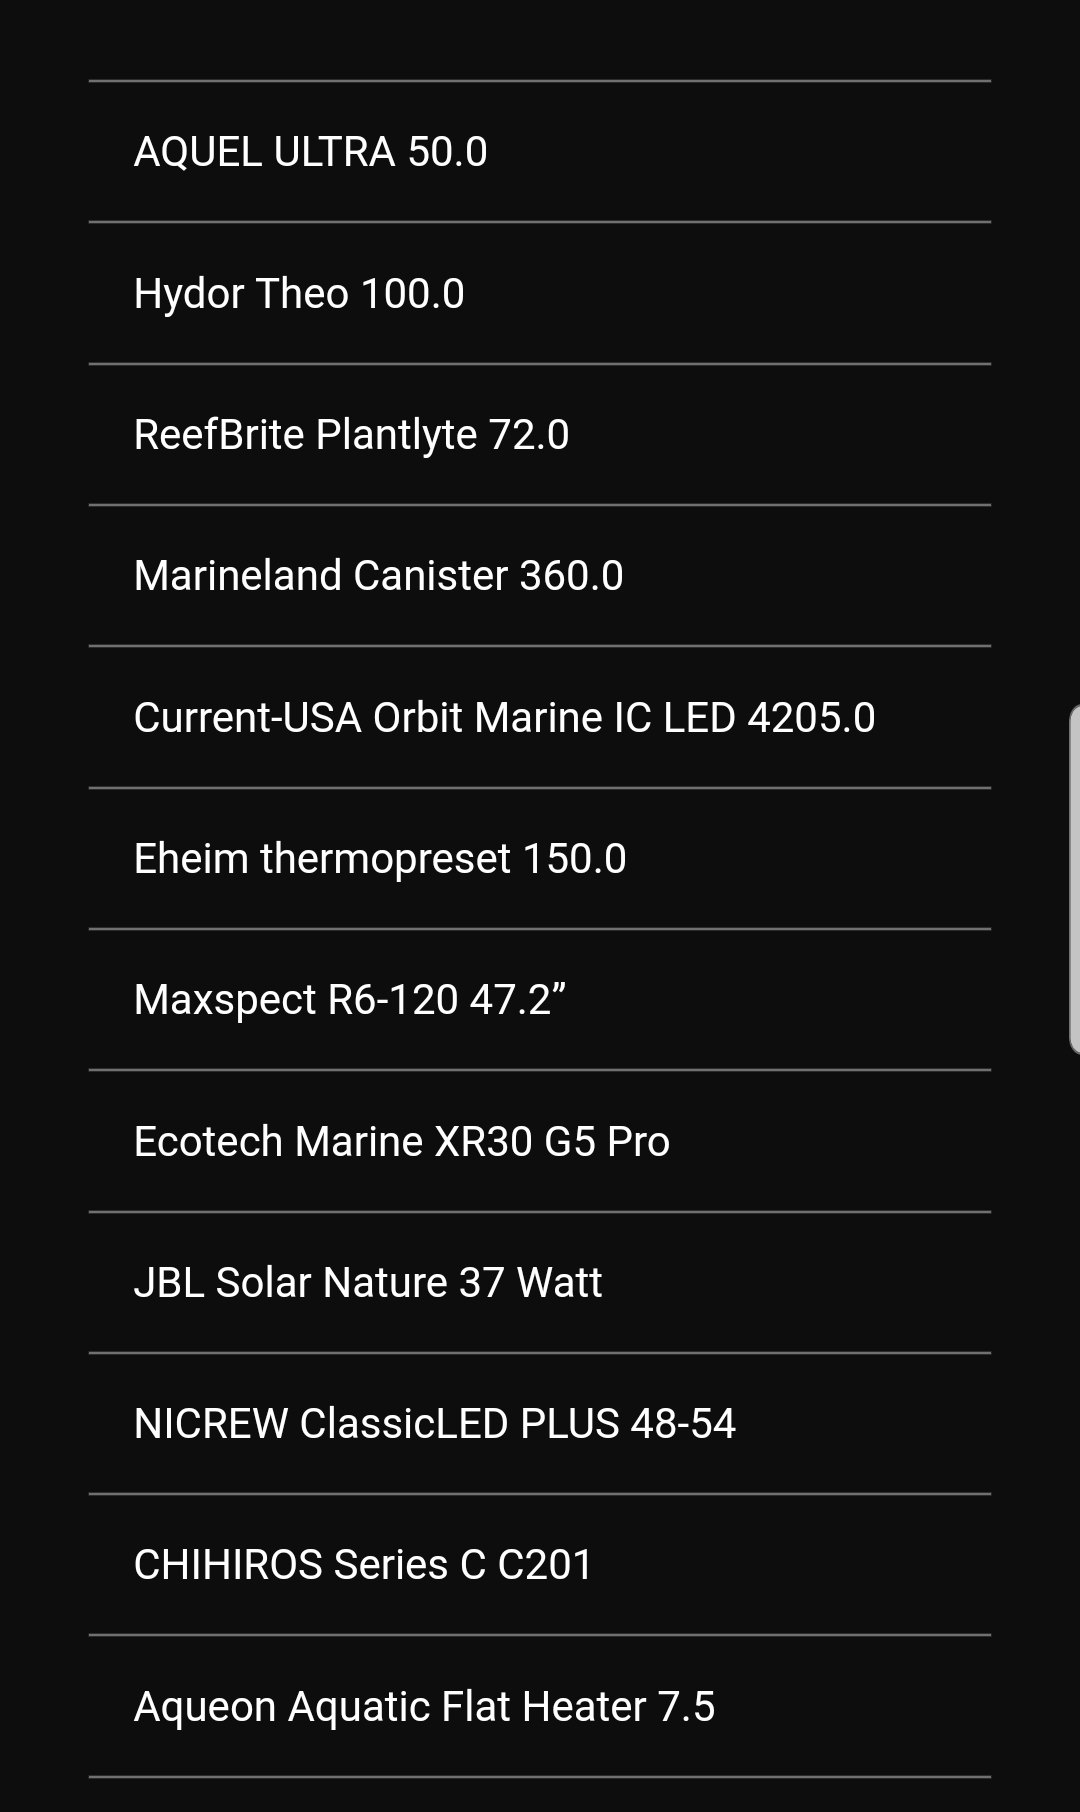 AQUEL ULTRA 50.0
Hydor Theo 100.0
ReefBrite Plantlyte 72.0
Marineland Canister 360.0
Current-USA Orbit Marine IC LED 4205.0
Eheim thermopreset 150.0
Maxspect R6-120 47.2”
Ecotech Marine XR30 G5 Pro
JBL Solar Nature 37 Watt
NICREW ClassicLED PLUS 48-54
CHIHIROS Series C C201
Aqueon Aquatic Flat Heater 7.5